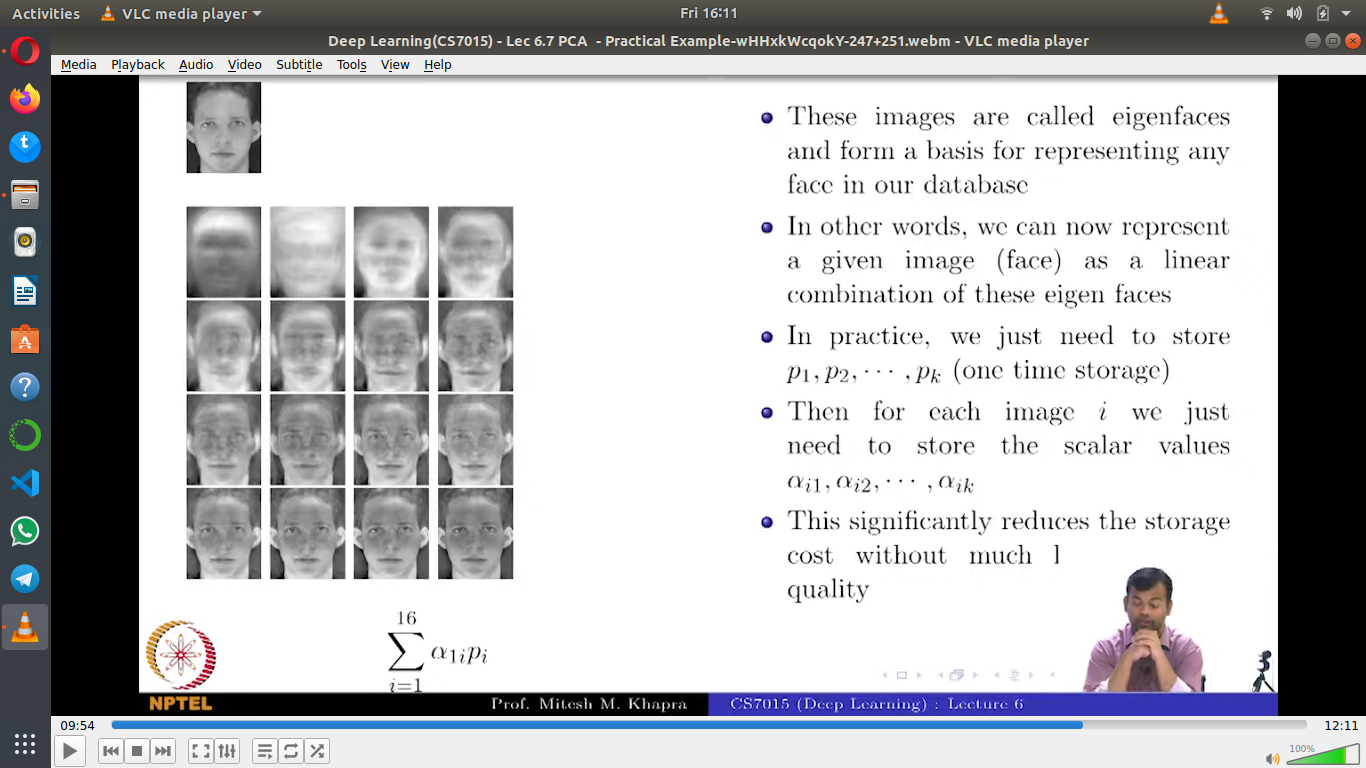 Activities VLC media player Fri 16:11
Deep Learning(CS7015) - Lec 6.7 PCA - Practical Example-wHHxkWcqokY-247+251.webm - VLC media player
Media Playback Audio Video Subtitle Tools View Help
These images are called eigenfaces
and form a basis for representing any
face in our database
In other words, we can now represent
a given image (face) as a linear
combination of these eigen faces
In practice, we just need to store
p₁, p₂, ⋯ , pₖ (one time storage)
Then for each image i we just
need to store the scalar values
αᵢ₁, αᵢ₂, ⋯ , αᵢₖ
This significantly reduces the storage
cost without much l
quality
16
∑ α₁ᵢpᵢ
i=1
NPTEL
Prof. Mitesh M. Khapra CS7015 (Deep Learning) : Lecture 6
09:54 12:11
100%